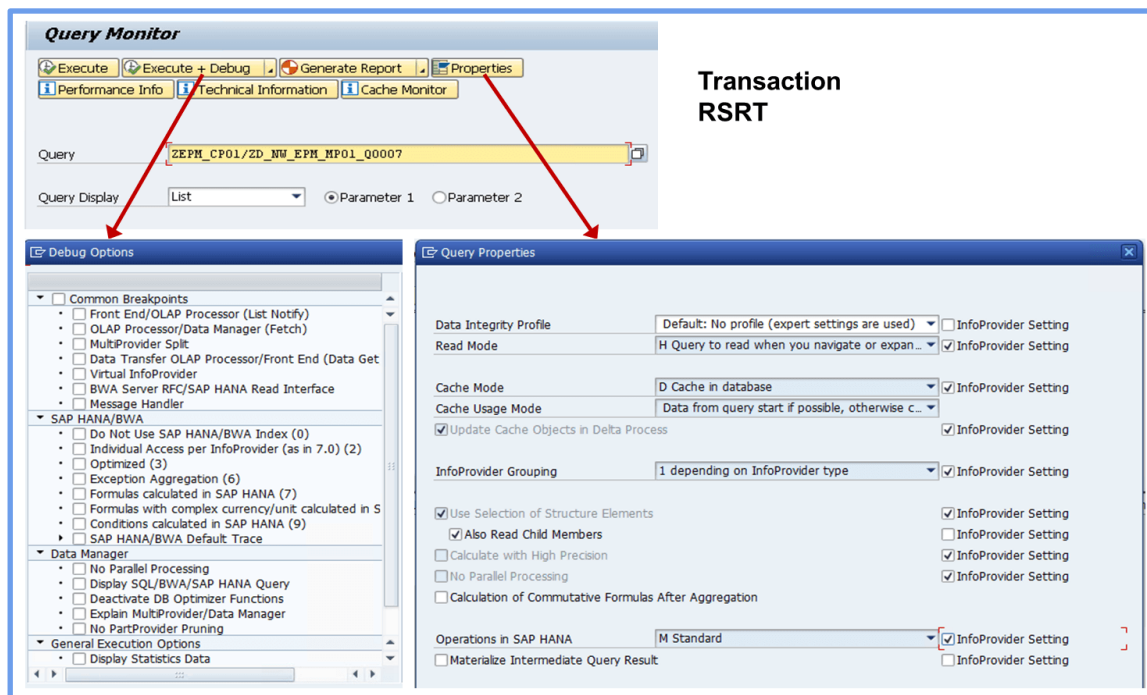 Query Monitor
Execute
Execute + Debug
Generate Report
Properties
Performance Info
Technical Information
Cache Monitor
Transaction
RSRT
Query
ZEPM_CP01/ZD_NW_EPM_MP01_Q0007
Query Display
List
Parameter 1
Parameter 2
Debug Options
Common Breakpoints
Front End/OLAP Processor (List Notify)
OLAP Processor/Data Manager (Fetch)
MultiProvider Split
Data Transfer OLAP Processor/Front End (Data Get
Virtual InfoProvider
BWA Server RFC/SAP HANA Read Interface
Message Handler
SAP HANA/BWA
Do Not Use SAP HANA/BWA Index (0)
Individual Access per InfoProvider (as in 7.0) (2)
Optimized (3)
Exception Aggregation (6)
Formulas calculated in SAP HANA (7)
Formulas with complex currency/unit calculated in S
Conditions calculated in SAP HANA (9)
SAP HANA/BWA Default Trace
Data Manager
No Parallel Processing
Display SQL/BWA/SAP HANA Query
Deactivate DB Optimizer Functions
Explain MultiProvider/Data Manager
No PartProvider Pruning
General Execution Options
Display Statistics Data
Query Properties
Data Integrity Profile Default: No profile (expert settings are used) InfoProvider Setting
Read Mode H Query to read when you navigate or expan... InfoProvider Setting
Cache Mode D Cache in database InfoProvider Setting
Cache Usage Mode Data from query start if possible, otherwise c...
Update Cache Objects in Delta Process InfoProvider Setting
InfoProvider Grouping 1 depending on InfoProvider type InfoProvider Setting
Use Selection of Structure Elements InfoProvider Setting
Also Read Child Members InfoProvider Setting
Calculate with High Precision InfoProvider Setting
No Parallel Processing InfoProvider Setting
Calculation of Commutative Formulas After Aggregation
Operations in SAP HANA M Standard InfoProvider Setting
Materialize Intermediate Query Result InfoProvider Setting